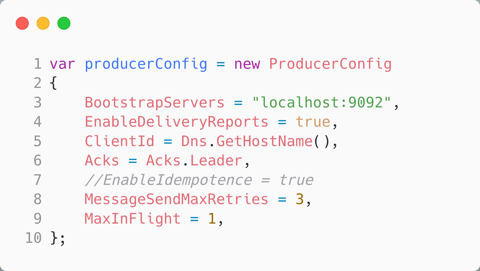 1 var producerConfig = new ProducerConfig
2 {
3     BootstrapServers = "localhost:9092",
4     EnableDeliveryReports = true,
5     ClientId = Dns.GetHostName(),
6     Acks = Acks.Leader,
7     //EnableIdempotence = true
8     MessageSendMaxRetries = 3,
9     MaxInFlight = 1,
10 };